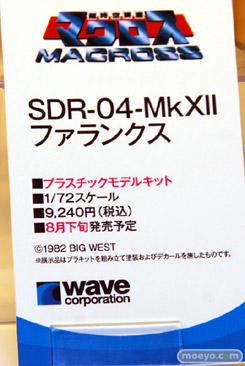 超時空要塞
マクロス
MACROSS
SDR-04-MkXII
ファランクス
■プラスチックモデルキット
■1/72スケール
■9,240円(税込)
■8月下旬発売予定
©1982 BIG WEST
※展示品はプラキットを組み立て塗装およびデカールを施したものです。
wave
corporation
moeyo.com